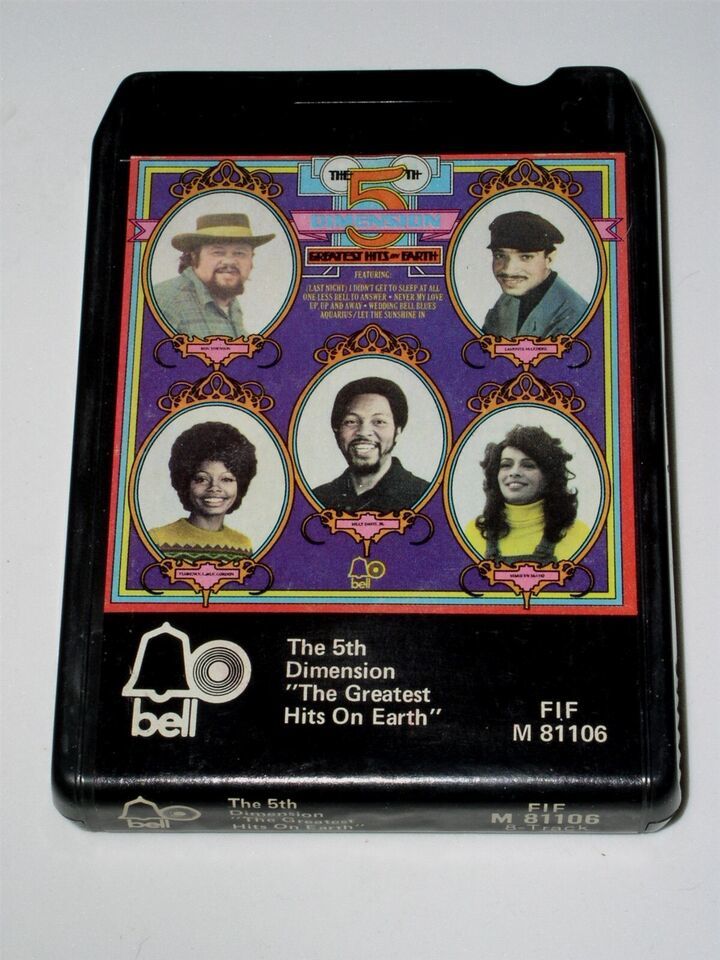 THE 5TH
DIMENSION
GREATEST HITS ON EARTH
FEATURING:
(LAST NIGHT) I DIDN'T GET TO SLEEP AT ALL
ONE LESS BELL TO ANSWER • NEVER MY LOVE
UP, UP AND AWAY • WEDDING BELL BLUES
AQUARIUS/LET THE SUNSHINE IN
BILLY DAVIS, JR.
bell
bell
The 5th
Dimension
"The Greatest
Hits On Earth"
FIF
M 81106
bell
The 5th
Dimension
"The Greatest
Hits On Earth"
FIF
M 81106
8-Track